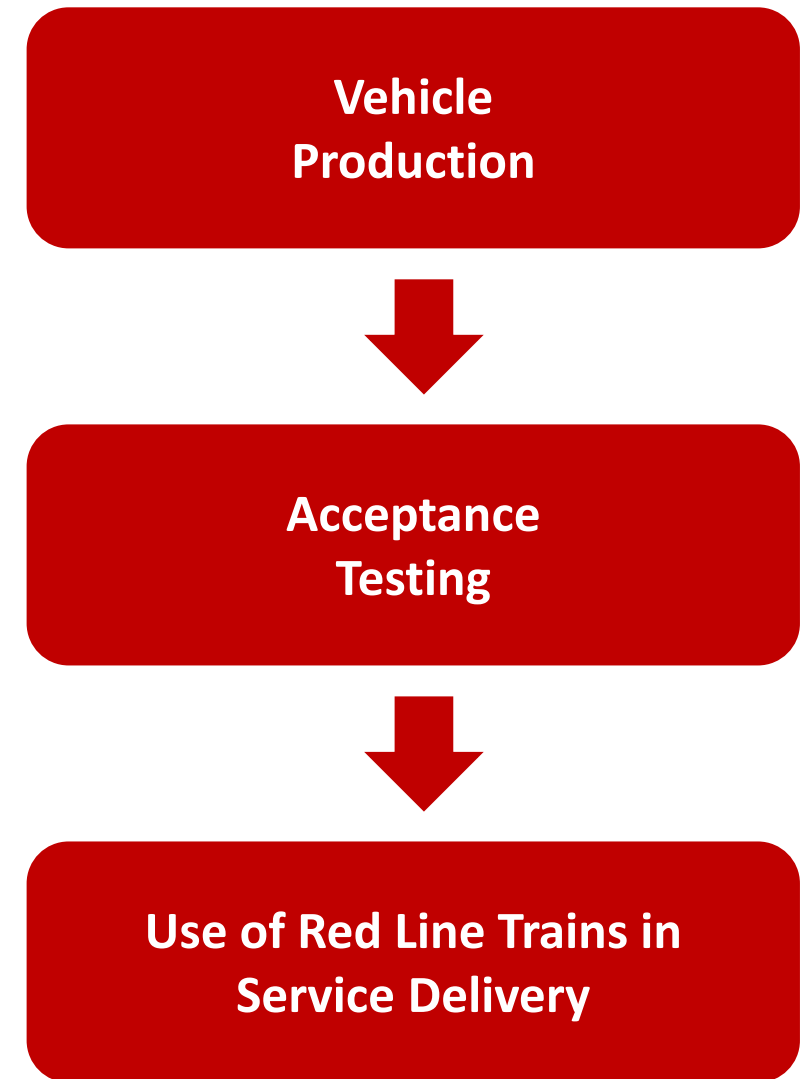 Vehicle
Production
Acceptance
Testing
Use of Red Line Trains in
Service Delivery